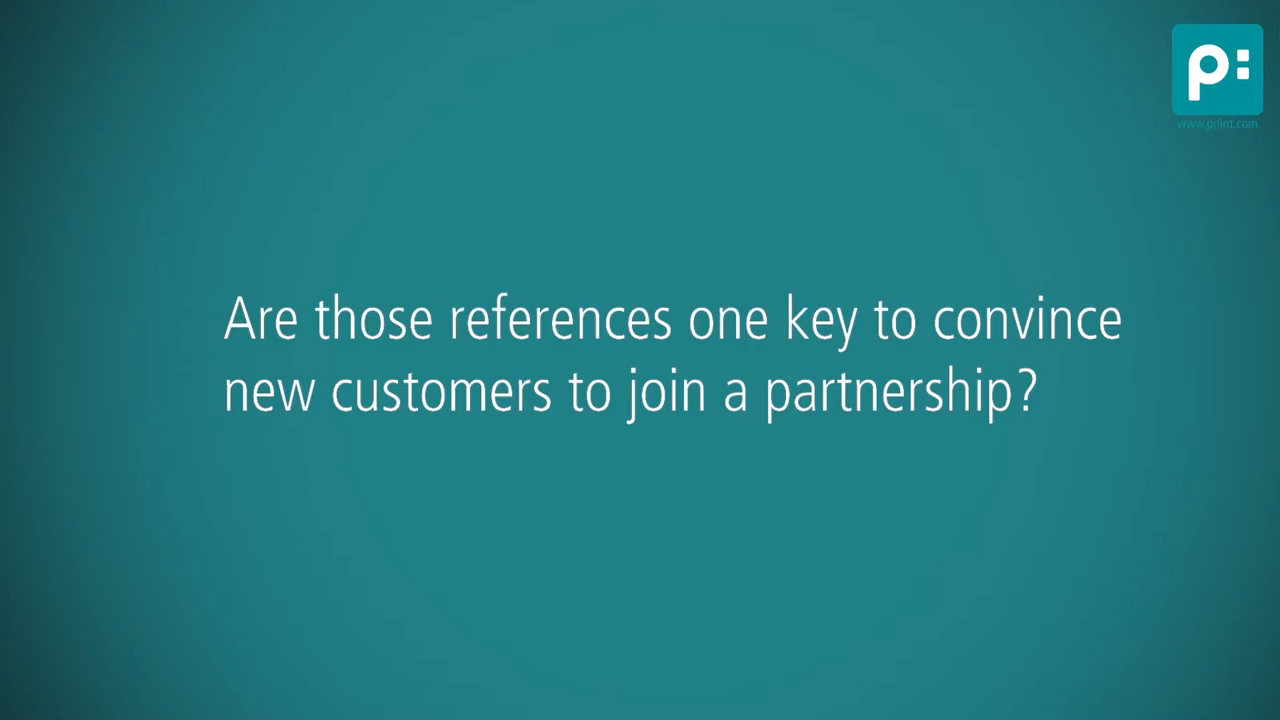 p:
www.priint.com
Are those references one key to convince
new customers to join a partnership?